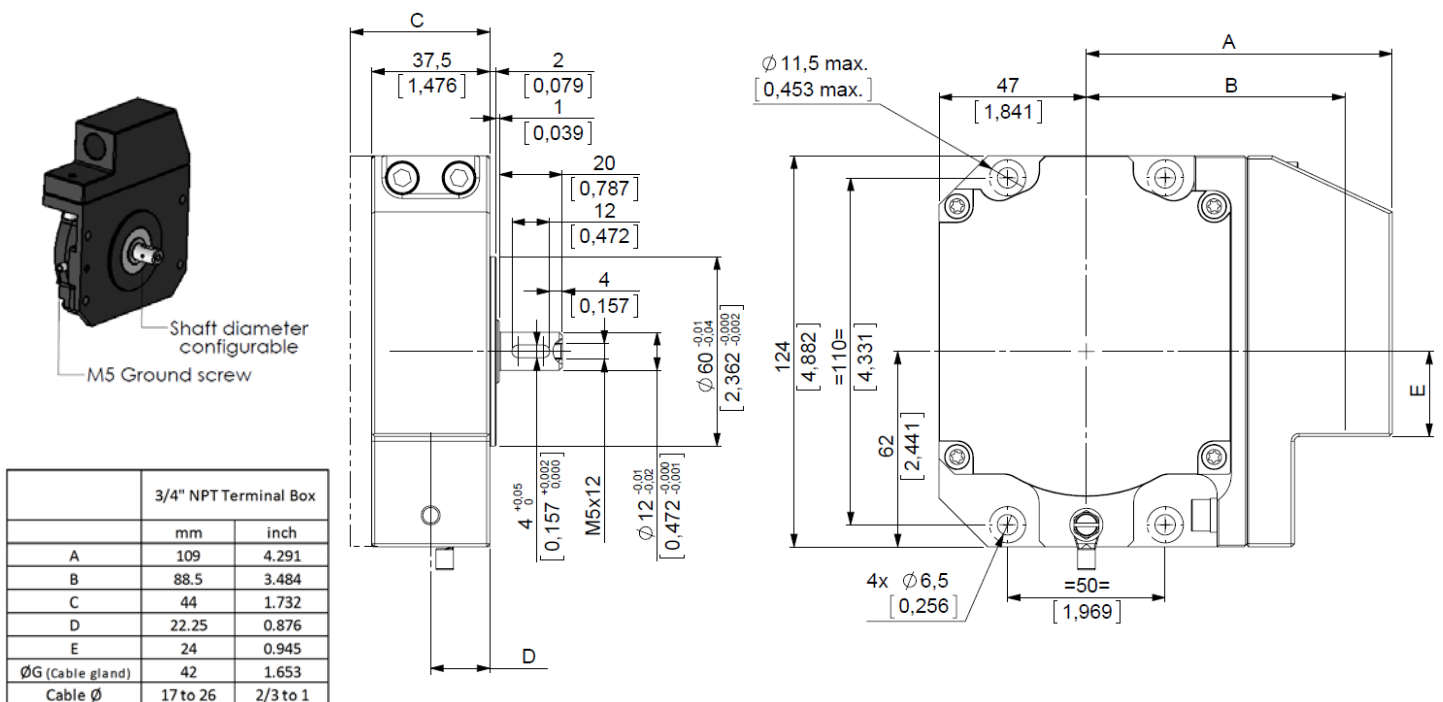 C
37,5
[1,476]
2
[0,079]
1
[0,039]
20
[0,787]
12
[0,472]
4
[0,157]
Ø 60 -0,01 -0,04
[2,362 -0,000 -0,002]
4 +0,05 0
[0,157 +0,002 0,000]
M5x12
Ø 12 -0,01 -0,02
[0,472 -0,000 -0,001]
D
Shaft diameter
configurable
M5 Ground screw
A
Ø 11,5 max.
[0,453 max.]
47
[1,841]
B
124
[4,882]
=110=
[4,331]
62
[2,441]
E
4x Ø 6,5
[0,256]
=50=
[1,969]
3/4" NPT Terminal Box
mm inch
A 109 4.291
B 88.5 3.484
C 44 1.732
D 22.25 0.876
E 24 0.945
ØG (Cable gland) 42 1.653
Cable Ø 17 to 26 2/3 to 1